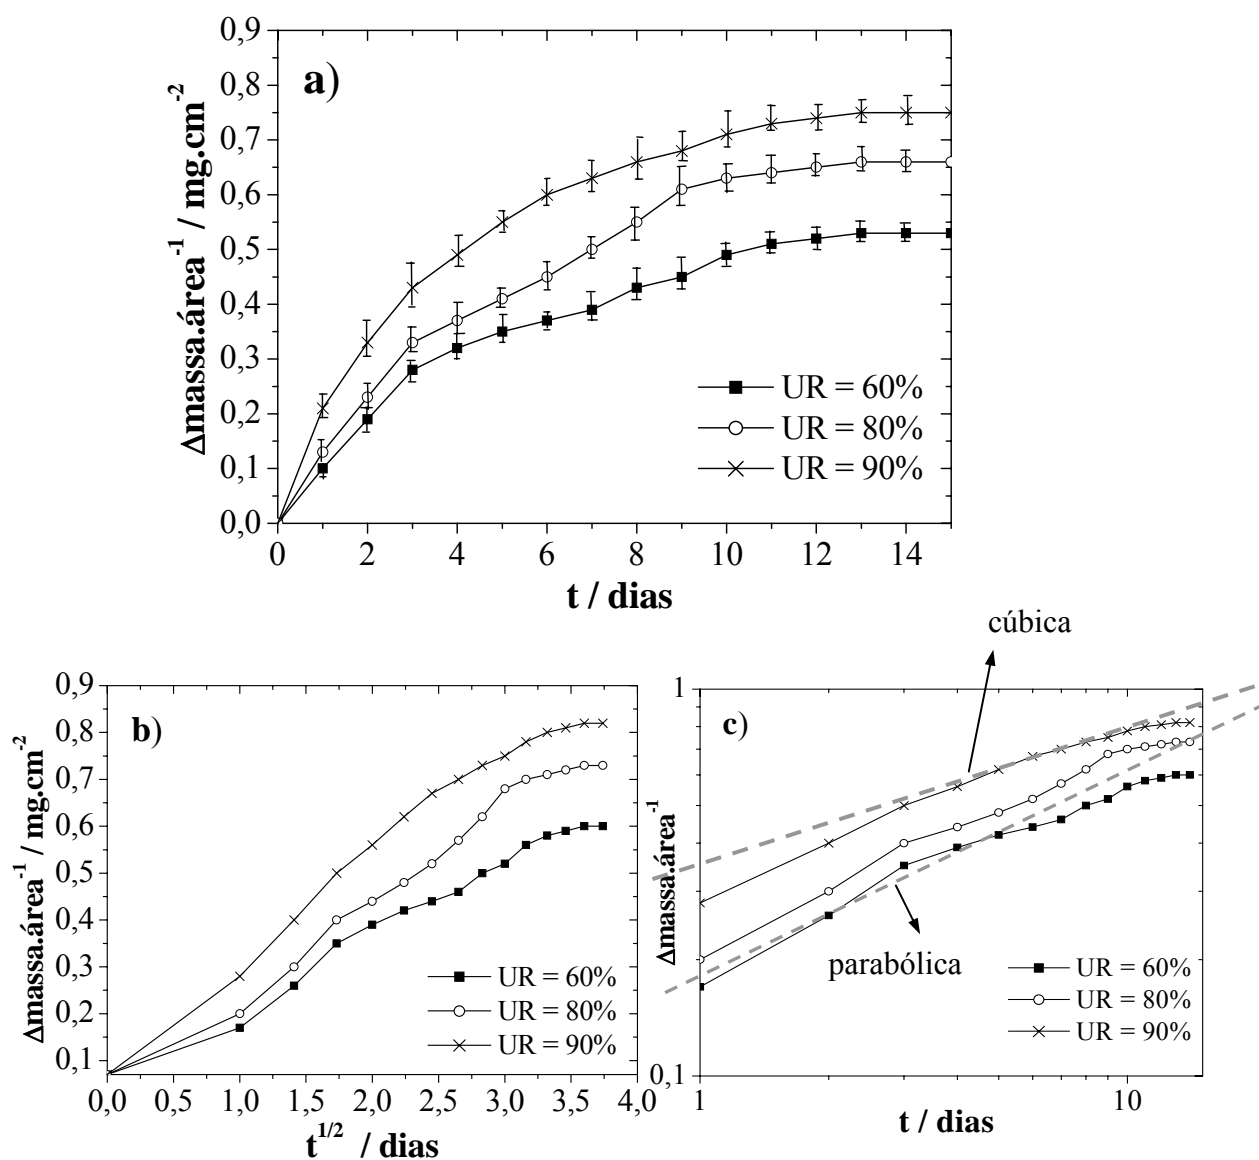 0,9
0,8
0,7
0,6
0,5
0,4
0,3
0,2
0,1
0,0
Δmassa.área⁻¹ / mg.cm⁻²
a)
UR = 60%
UR = 80%
UR = 90%
0 2 4 6 8 10 12 14
t / dias
0,9
0,8
0,7
0,6
0,5
0,4
0,3
0,2
0,1
Δmassa.área⁻¹ / mg.cm⁻²
b)
UR = 60%
UR = 80%
UR = 90%
0,0 0,5 1,0 1,5 2,0 2,5 3,0 3,5 4,0
t¹ᐟ² / dias
cúbica
1
0,1
Δmassa.área⁻¹
c)
parabólica
UR = 60%
UR = 80%
UR = 90%
1 10
t / dias